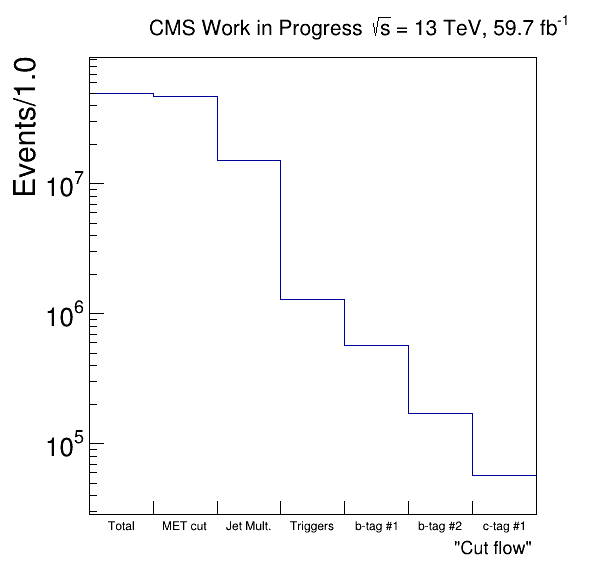 CMS Work in Progress √s = 13 TeV, 59.7 fb⁻¹
Events/1.0
10⁷
10⁶
10⁵
Total MET cut Jet Mult. Triggers b-tag #1 b-tag #2 c-tag #1
"Cut flow"